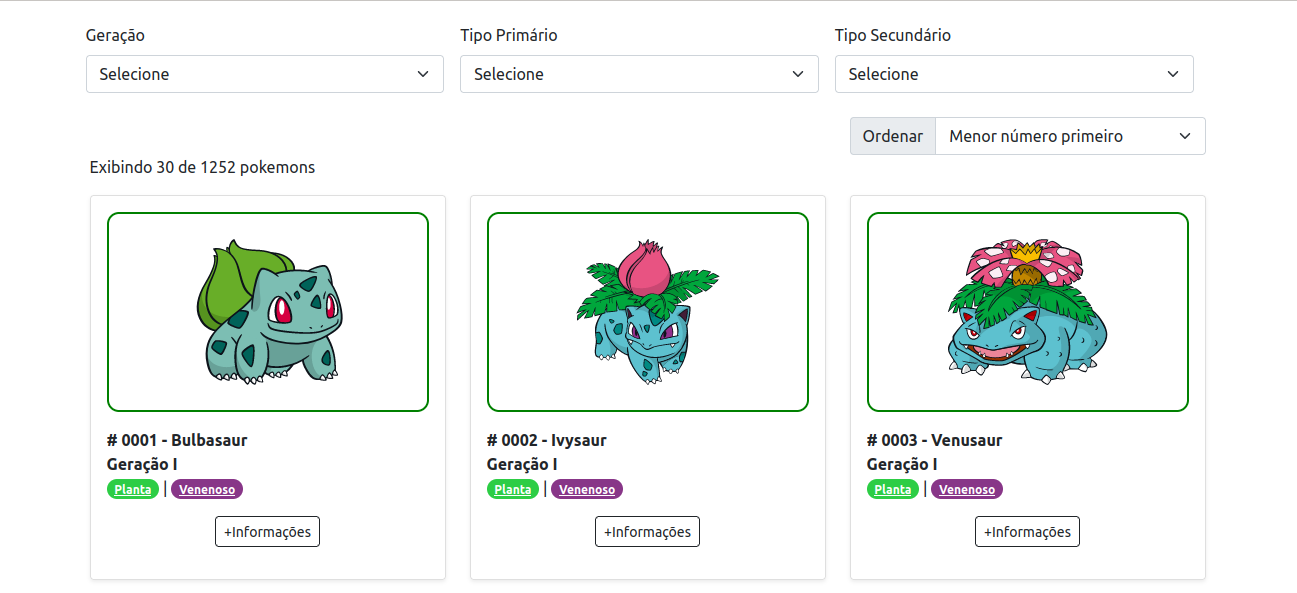 Geração Tipo Primário Tipo Secundário
Selecione Selecione Selecione
Ordenar Menor número primeiro
Exibindo 30 de 1252 pokemons
# 0001 - Bulbasaur # 0002 - Ivysaur # 0003 - Venusaur
Geração I Geração I Geração I
Planta | Venenoso Planta | Venenoso Planta | Venenoso
+Informações +Informações +Informações